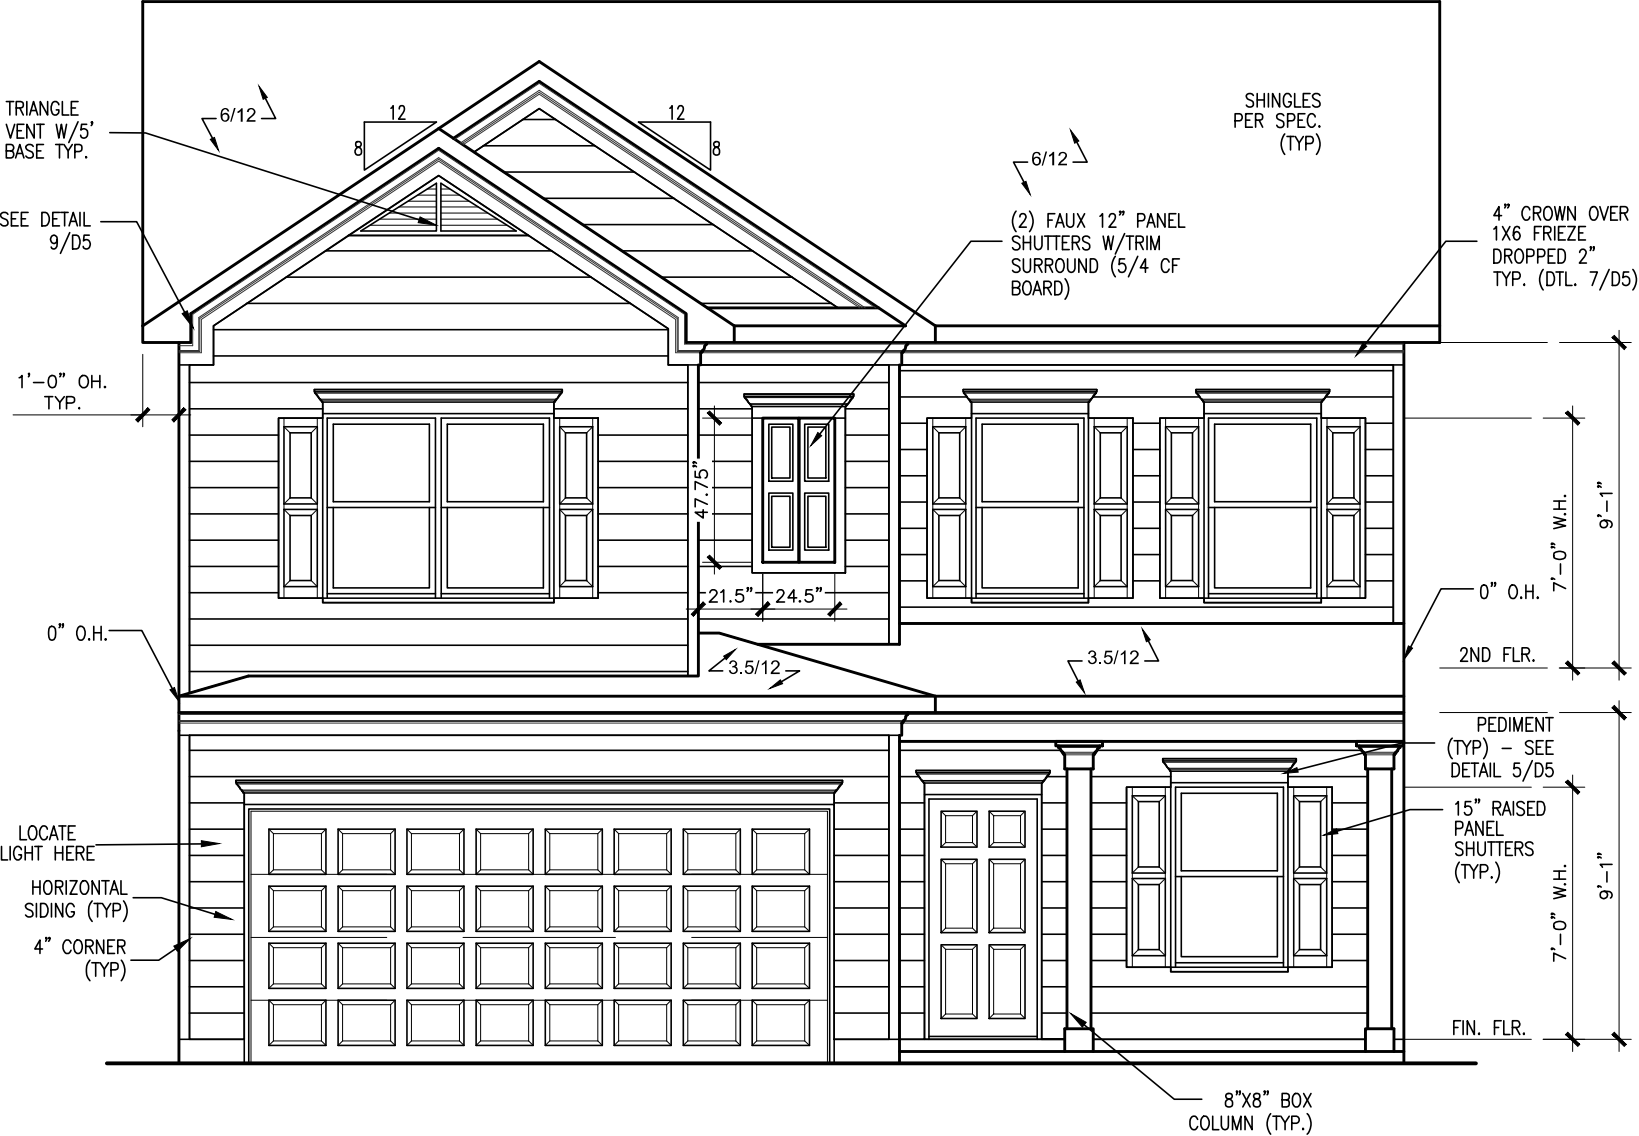 TRIANGLE
VENT W/5'
BASE TYP.
6/12
12
8
12
8
6/12
SHINGLES
PER SPEC.
(TYP)
SEE DETAIL
9/D5
(2) FAUX 12" PANEL
SHUTTERS W/TRIM
SURROUND (5/4 CF
BOARD)
4" CROWN OVER
1X6 FRIEZE
DROPPED 2"
TYP. (DTL. 7/D5)
1'-0" OH.
TYP.
47.75"
21.5"
24.5"
7'-0" W.H.
9'-1"
0" O.H.
0" O.H.
3.5/12
3.5/12
2ND FLR.
PEDIMENT
(TYP) - SEE
DETAIL 5/D5
15" RAISED
PANEL
SHUTTERS
(TYP.)
LOCATE
LIGHT HERE
HORIZONTAL
SIDING (TYP)
4" CORNER
(TYP)
7'-0" W.H.
9'-1"
FIN. FLR.
8"X8" BOX
COLUMN (TYP.)